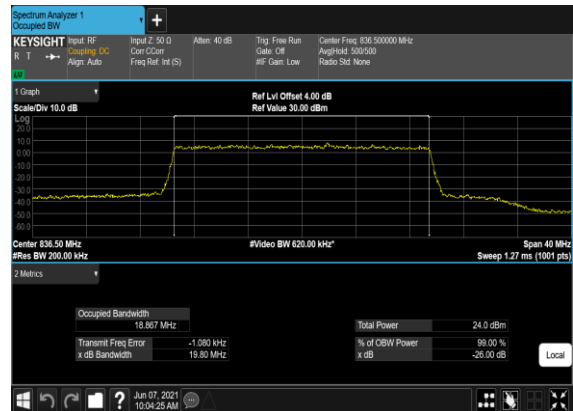 Spectrum Analyzer 1
Occupied BW
+
KEYSIGHT
R T
LU
Input: RF
Coupling: DC
Align: Auto
Input Z: 50 Ω
Corr CCorr
Freq Ref: Int (S)
Atten: 40 dB
Trig: Free Run
Gate: Off
#IF Gain: Low
Center Freq: 836.500000 MHz
Avg|Hold: 500/500
Radio Std: None
1 Graph
Scale/Div 10.0 dB
Ref Lvl Offset 4.00 dB
Ref Value 30.00 dBm
Log
20.0
10.0
0.00
-10.0
-20.0
-30.0
-40.0
-50.0
-60.0
Center 836.50 MHz
#Video BW 620.00 kHz*
Span 40 MHz
#Res BW 200.00 kHz
Sweep 1.27 ms (1001 pts)
2 Metrics
Occupied Bandwidth
18.867 MHz
Total Power 24.0 dBm
Transmit Freq Error -1.080 kHz
% of OBW Power 99.00 %
x dB Bandwidth 19.80 MHz
x dB -26.00 dB
Local
?
Jun 07, 2021
10:04:25 AM